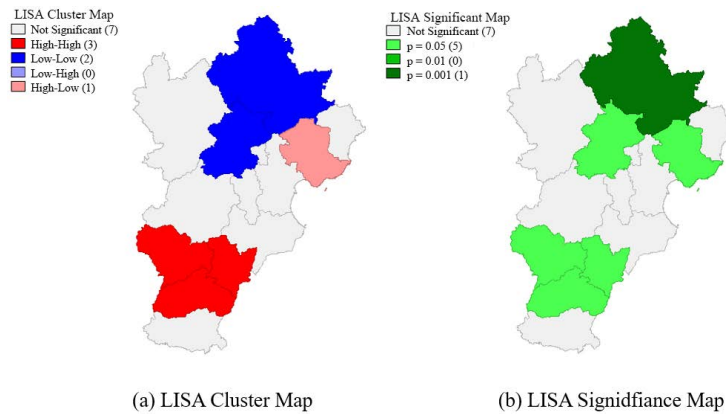 LISA Cluster Map
Not Significant (7)
High-High (3)
Low-Low (2)
Low-High (0)
High-Low (1)
LISA Significant Map
Not Significant (7)
p = 0.05 (5)
p = 0.01 (0)
p = 0.001 (1)
(a) LISA Cluster Map
(b) LISA Signidfiance Map